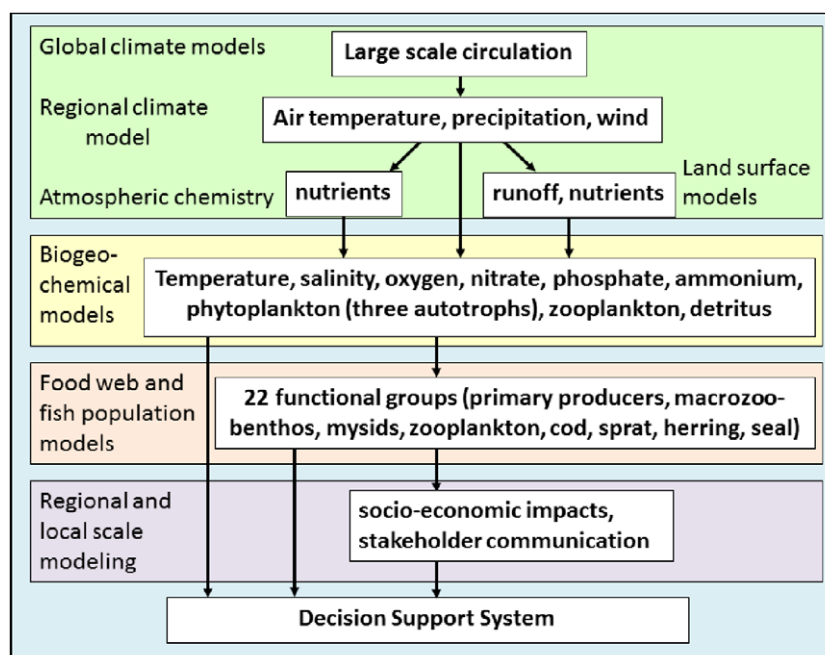 Global climate models
Large scale circulation
Regional climate
model
Air temperature, precipitation, wind
Atmospheric chemistry
nutrients
runoff, nutrients
Land surface
models
Biogeo-
chemical
models
Temperature, salinity, oxygen, nitrate, phosphate, ammonium,
phytoplankton (three autotrophs), zooplankton, detritus
Food web and
fish population
models
22 functional groups (primary producers, macrozoo-
benthos, mysids, zooplankton, cod, sprat, herring, seal)
Regional and
local scale
modeling
socio-economic impacts,
stakeholder communication
Decision Support System